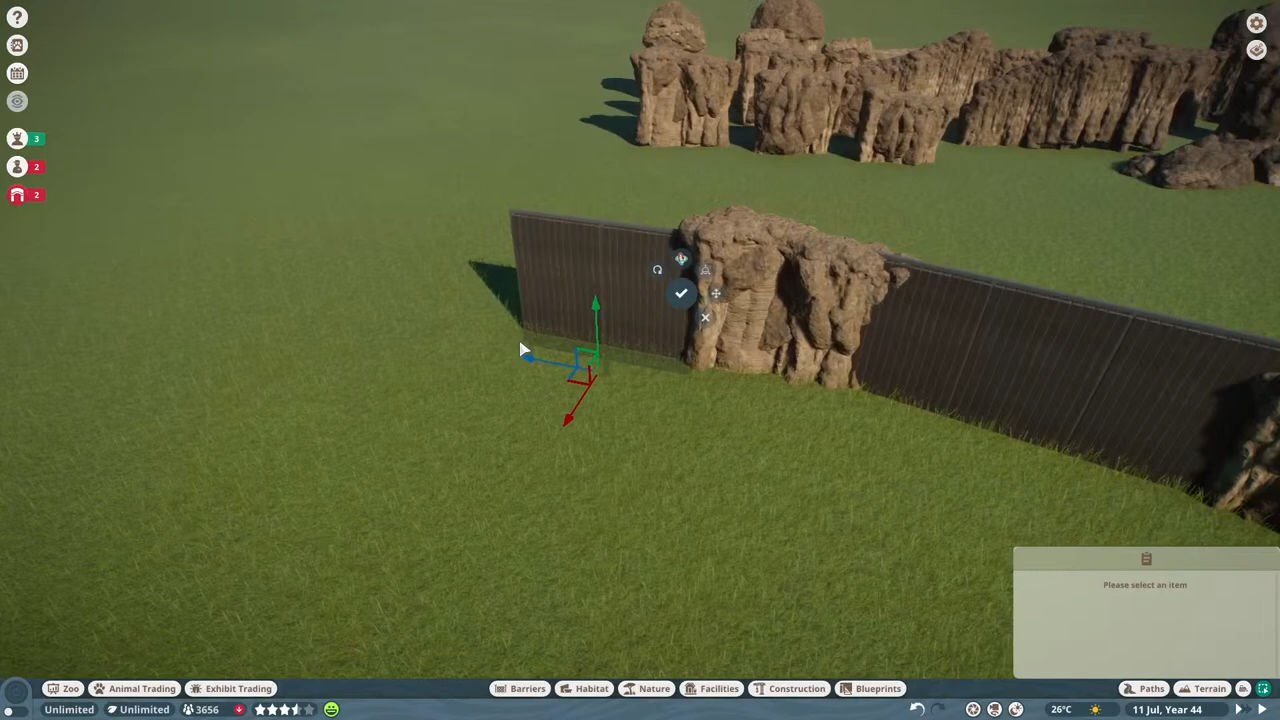 ?
3
2
2
Please select an item
Zoo
Animal Trading
Exhibit Trading
Barriers
Habitat
Nature
Facilities
Construction
Blueprints
Paths
Terrain
Unlimited
Unlimited
3656
26°C
11 Jul, Year 44